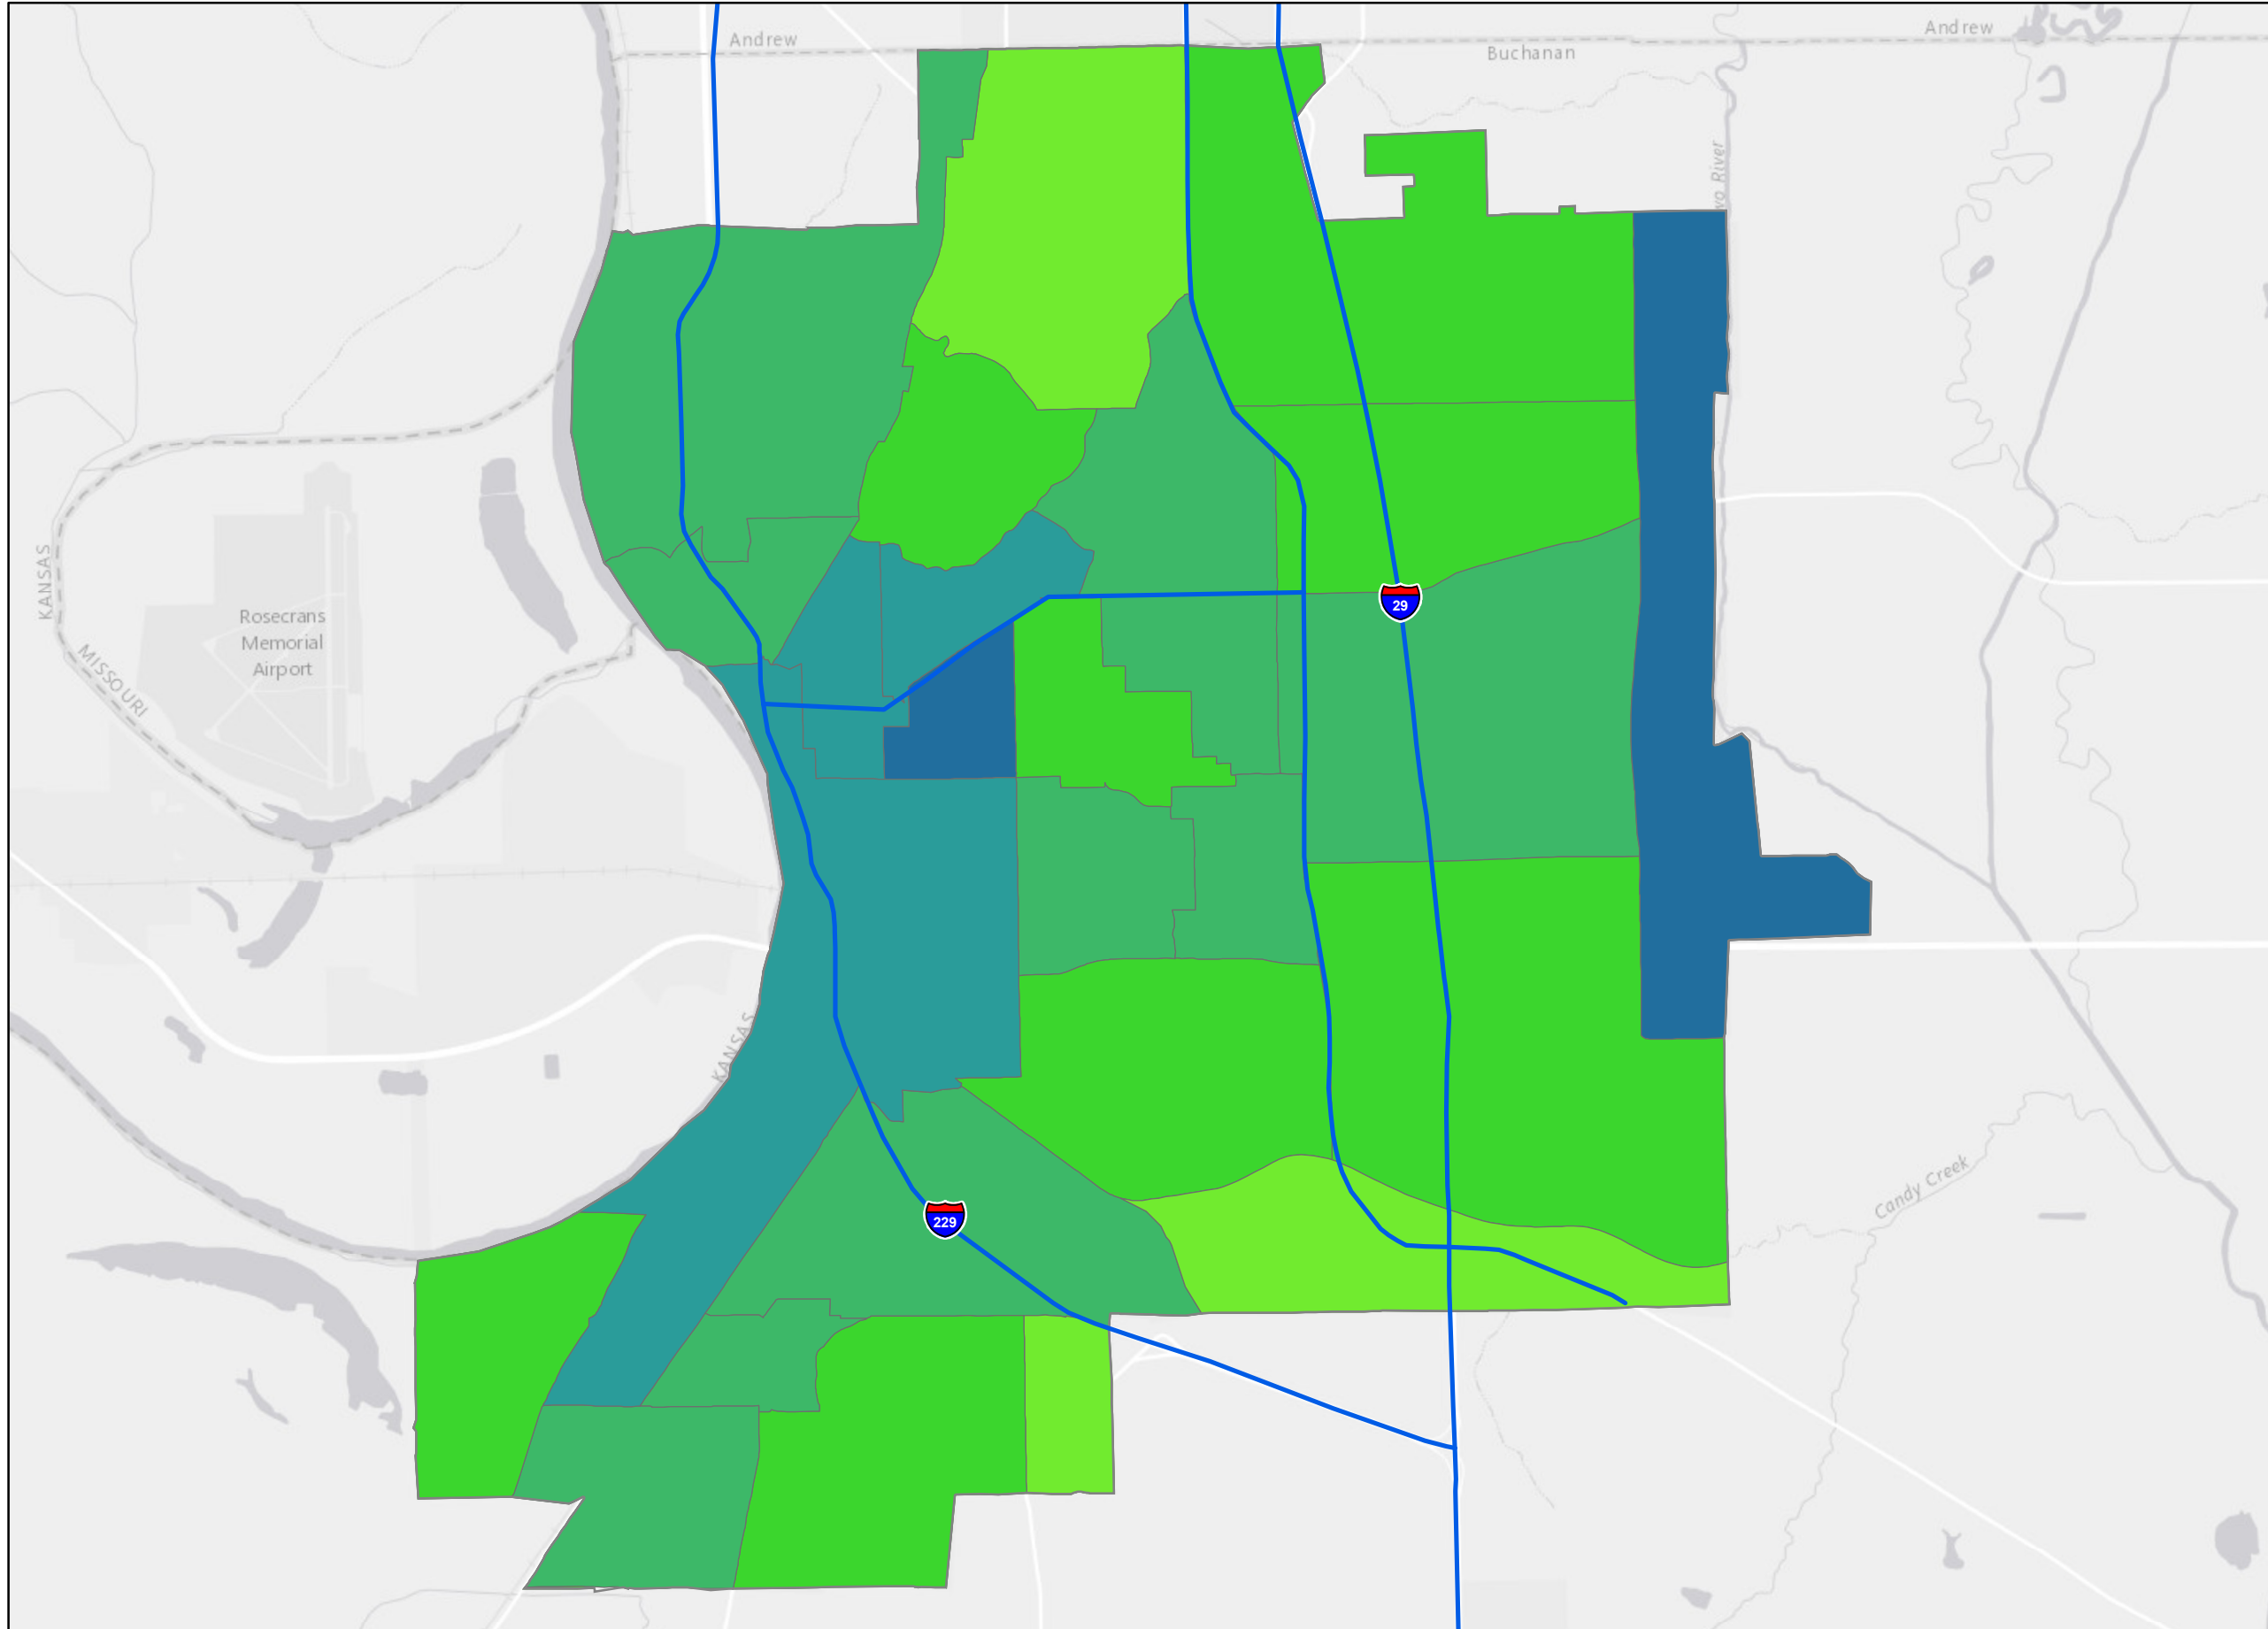 Andrew
Andrew
Buchanan
River
KANSAS
Rosecrans
Memorial
Airport
29
MISSOURI
KANSAS
Candy Creek
229